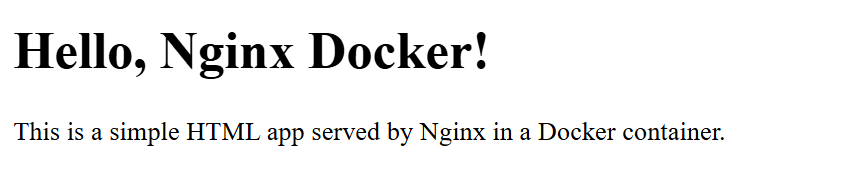 Hello, Nginx Docker!
This is a simple HTML app served by Nginx in a Docker container.